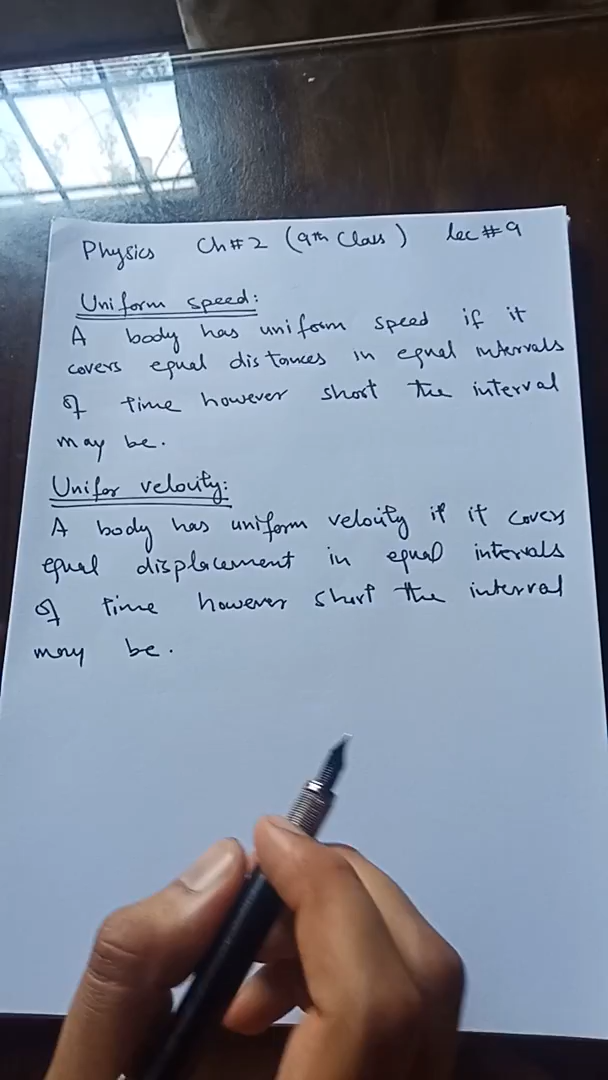 Physics Ch#2 (9th Class) Lec#9
Uniform speed:
A body has uniform speed if it
covers equal distances in equal intervals
of time however short the interval
may be.
Unifor velocity:
A body has uniform velocity if it covers
equal displacement in equal intervals
of time however short the interval
may be.